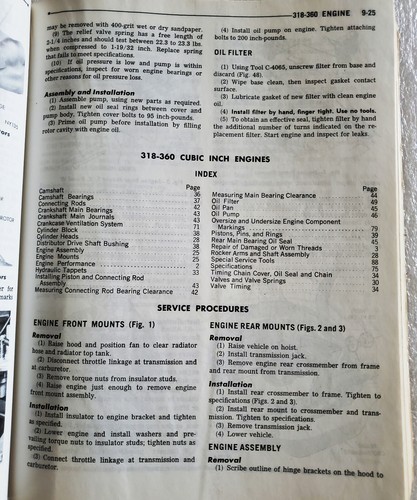 318-360 ENGINE 9-25
may be removed with 400-grit wet or dry sandpaper.
(9) The relief valve spring has a free length of
2-1/4 inches and should test between 22.3 to 23.3 lbs.
when compressed to 1-19/32 inch. Replace spring
that fails to meet specifications.
(10) If oil pressure is low and pump is within
specifications, inspect for worn engine bearings or
other reasons for oil pressure loss.
Assembly and Installation
(1) Assemble pump, using new parts as required.
(2) Install new oil seal rings between cover and
pump body, Tighten cover bolts to 95 inch-pounds.
(3) Prime oil pump before installation by filling
rotor cavity with engine oil.
(4) Install oil pump on engine. Tighten attaching
bolts to 200 inch-pounds.
OIL FILTER
(1) Using Tool C-4065, unscrew filter from base and
discard (Fig. 48).
(2) Wipe base clean, then inspect gasket contact
surface.
(3) Lubricate gasket of new filter with clean engine
oil.
(4) Install filter by hand, finger tight. Use no tools.
(5) To obtain an effective seal, tighten filter by hand
the additional number of turns indicated on the re-
placement filter. Start engine and inspect for leaks.
318-360 CUBIC INCH ENGINES
INDEX
Page
Camshaft 36
Camshaft Bearings 37
Connecting Rods 42
Crankshaft Main Bearings 43
Crankshaft Main Journals 43
Crankcase Ventilation System 71
Cylinder Block 38
Cylinder Heads 28
Distributor Drive Shaft Bushing 38
Engine Assembly 25
Engine Mounts 25
Engine Performance 2
Hydraulic Tappets 33
Installing Piston and Connecting Rod
Assembly 43
Measuring Connecting Rod Bearing Clearance 42
Page
Measuring Main Bearing Clearance 44
Oil Filter 49
Oil Pan 45
Oil Pump 46
Oversize and Undersize Engine Component
Markings 79
Pistons, Pins, and Rings 39
Rear Main Bearing Oil Seal 45
Repair of Damaged or Worn Threads 3
Rocker Arms and Shaft Assembly 28
Special Service Tools 88
Specifications 75
Timing Chain Cover, Oil Seal and Chain 34
Valves and Valve Springs 30
Valve Timing 34
SERVICE PROCEDURES
ENGINE FRONT MOUNTS (Fig. 1)
Removal
(1) Raise hood and position fan to clear radiator
hose and radiator top tank.
(2) Disconnect throttle linkage at transmission and
at carburetor.
(3) Remove torque nuts from insulator studs.
(4) Raise engine just enough to remove engine
front mount assembly.
Installation
(1) Install insulator to engine bracket and tighten
as specified.
(2) Lower engine and install washers and pre-
vailing torque nuts to insulator studs; tighten nuts as
specified.
(3) Connect throttle linkage at transmission and
carburetor.
ENGINE REAR MOUNTS (Figs. 2 and 3)
Removal
(1) Raise vehicle on hoist.
(2) Install transmission jack.
(3) Remove engine rear crossmember from frame
and rear mount from transmission.
Installation
(1) Install rear crossmember to frame. Tighten to
specifications (Figs. 2 and 3).
(2) Install rear mount to crossmember and trans-
mission. Tighten to specifications.
(3) Remove transmission jack.
(4) Lower vehicle.
ENGINE ASSEMBLY
Removal
(1) Scribe outline of hinge brackets on the hood to